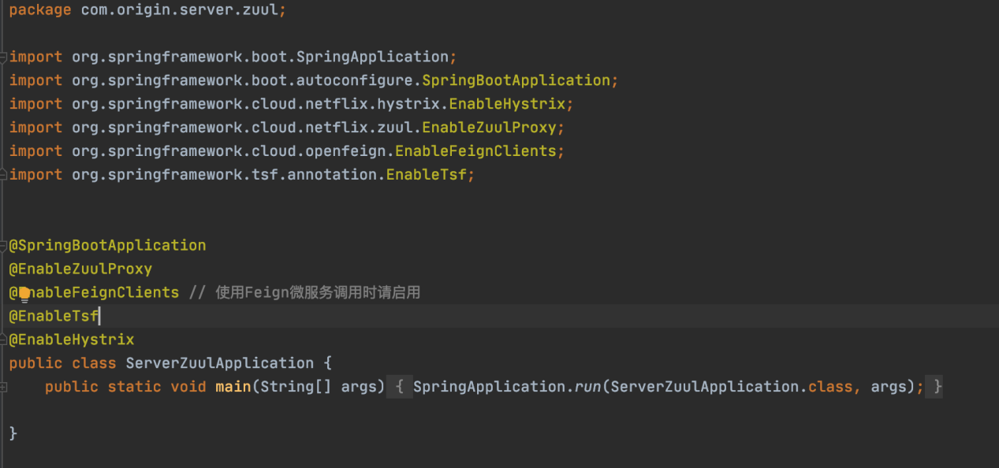 package com.origin.server.zuul;
import org.springframework.boot.SpringApplication;
import org.springframework.boot.autoconfigure.SpringBootApplication;
import org.springframework.cloud.netflix.hystrix.EnableHystrix;
import org.springframework.cloud.netflix.zuul.EnableZuulProxy;
import org.springframework.cloud.openfeign.EnableFeignClients;
import org.springframework.tsf.annotation.EnableTsf;
@SpringBootApplication
@EnableZuulProxy
@EnableFeignClients // 使用Feign微服务调用时请启用
@EnableTsf
@EnableHystrix
public class ServerZuulApplication {
    public static void main(String[] args) { SpringApplication.run(ServerZuulApplication.class, args); }
}